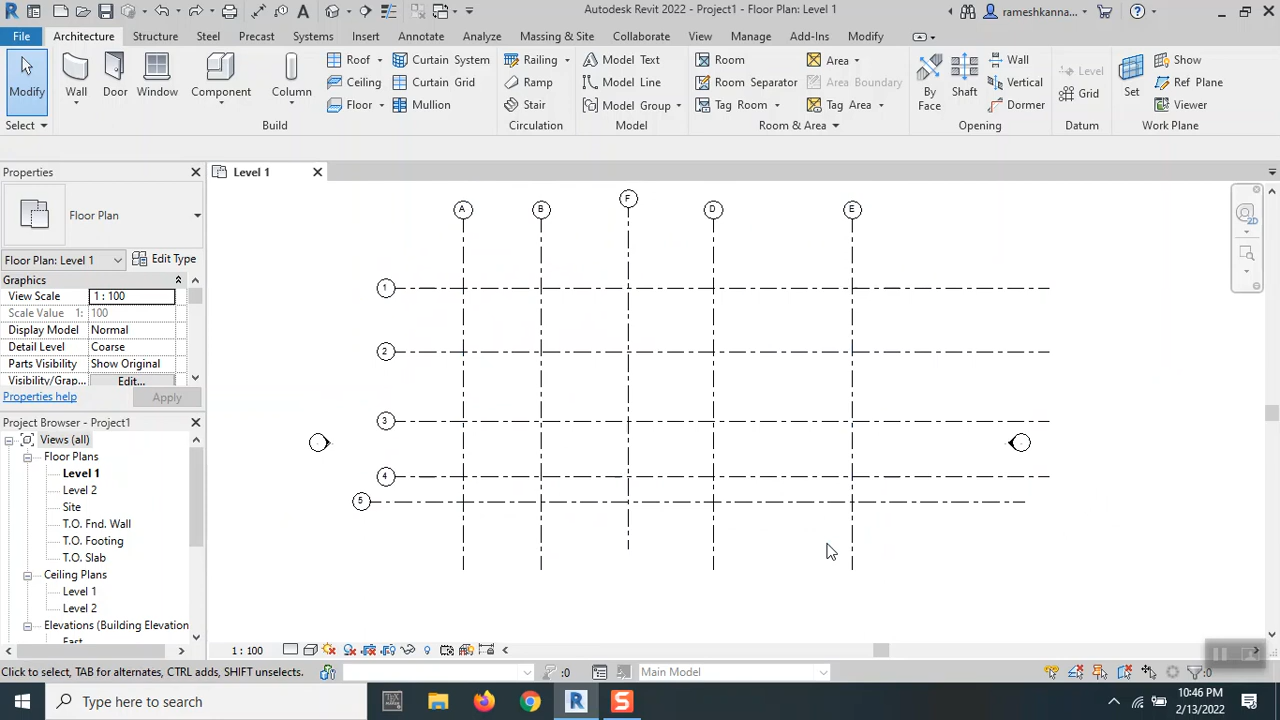 Autodesk Revit 2022 - Project1 - Floor Plan: Level 1
rameshkanna...
File Architecture Structure Steel Precast Systems Insert Annotate Analyze Massing & Site Collaborate View Manage Add-Ins Modify
Modify
Wall
Door
Window
Component
Column
Roof
Ceiling
Floor
Curtain System
Curtain Grid
Mullion
Railing
Ramp
Stair
Model Text
Model Line
Model Group
Room
Room Separator
Tag Room
Area
Area Boundary
Tag Area
By Face
Shaft
Wall
Vertical
Dormer
Level
Grid
Set
Show
Ref Plane
Viewer
Select Build Circulation Model Room & Area Opening Datum Work Plane
Properties
Level 1
Floor Plan
Floor Plan: Level 1 Edit Type
Graphics
View Scale 1 : 100
Scale Value 1: 100
Display Model Normal
Detail Level Coarse
Parts Visibility Show Original
Visibility/Grap... Edit...
Properties help Apply
Project Browser - Project1
Views (all)
Floor Plans
Level 1
Level 2
Site
T.O. Fnd. Wall
T.O. Footing
T.O. Slab
Ceiling Plans
Level 1
Level 2
Elevations (Building Elevation
East
A B F D E
1
2
3
4
5
2D
1 : 100
Click to select, TAB for alternates, CTRL adds, SHIFT unselects.
:0
Main Model
:0
Type here to search
10:46 PM
2/13/2022